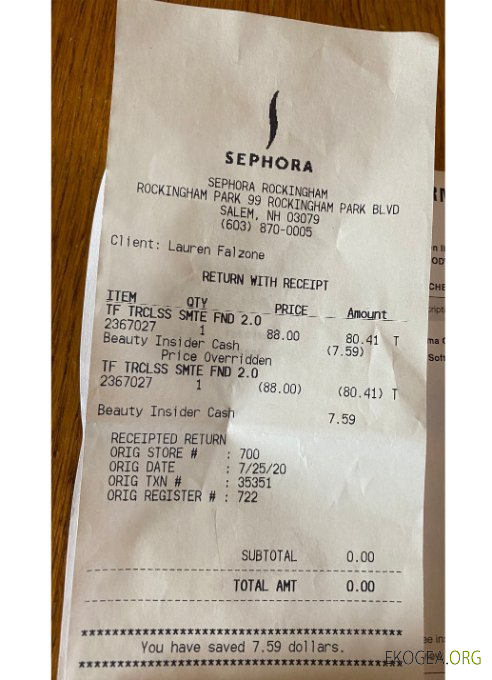 SEPHORA
SEPHORA ROCKINGHAM
ROCKINGHAM PARK 99 ROCKINGHAM PARK BLVD
SALEM, NH 03079
(603) 870-0005
Client: Lauren Falzone
RETURN WITH RECEIPT
ITEM QTY PRICE Amount
TF TRCLSS SMTE FND 2.0
2367027 1 88.00 80.41 T
Beauty Insider Cash (7.59)
Price Overridden
TF TRCLSS SMTE FND 2.0
2367027 1 (88.00) (80.41) T
Beauty Insider Cash 7.59
RECEIPTED RETURN
ORIG STORE # : 700
ORIG DATE : 7/25/20
ORIG TXN # : 35351
ORIG REGISTER # : 722
SUBTOTAL 0.00
TOTAL AMT 0.00
You have saved 7.59 dollars.
EKOGEA.ORG